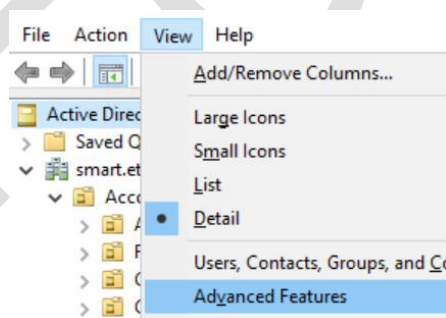 File Action View Help
Add/Remove Columns...
Active Direc
Large Icons
Saved Q
Small Icons
smart.et
List
Acco
Detail
Users, Contacts, Groups, and Co
Advanced Features